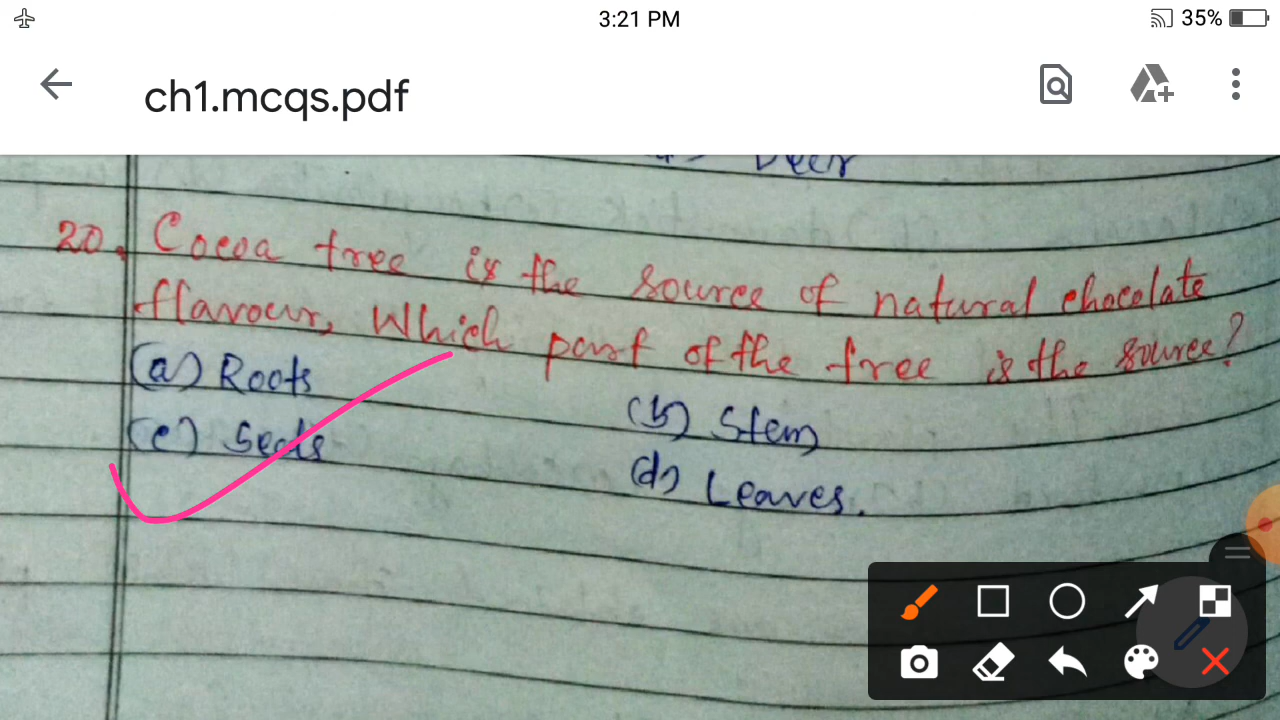 3:21 PM
35%
ch1.mcqs.pdf
Deer
20. Cocoa tree is the source of natural chocolate
flavour, Which part of the tree is the source?
(a) Roots
(b) Stem
(c) Seeds
(d) Leaves.